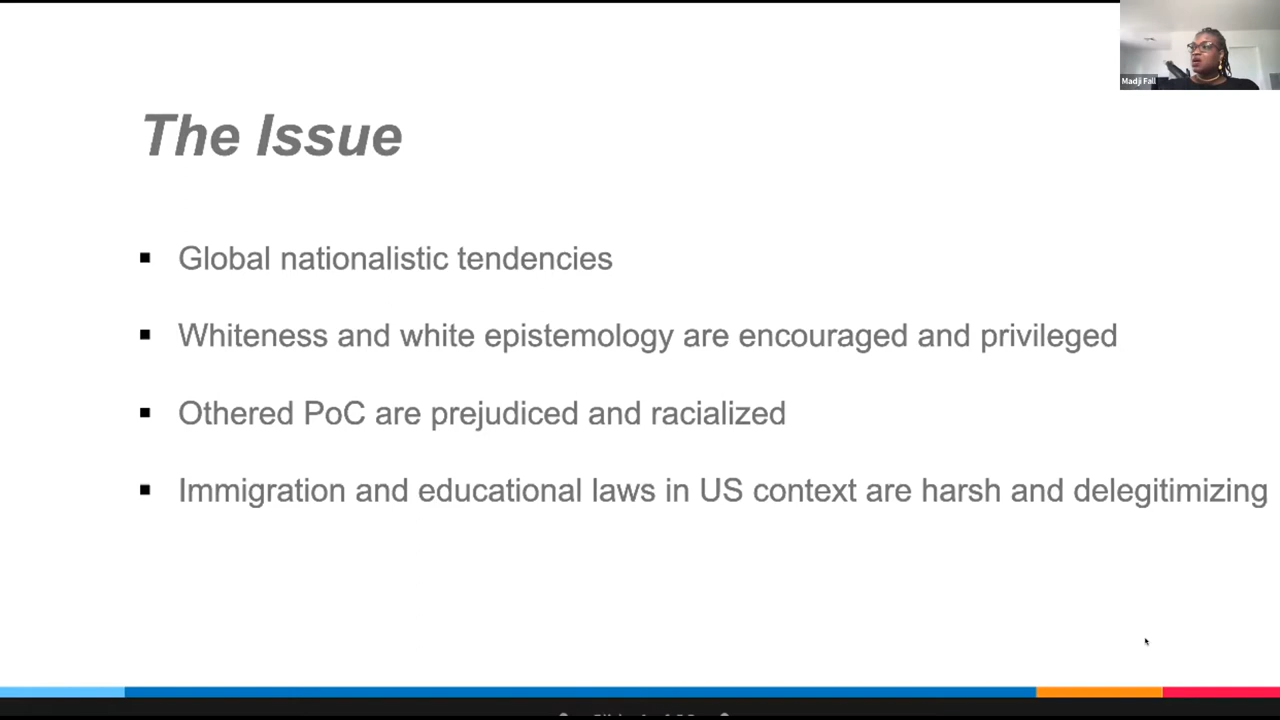 Madji Fall
The Issue
▪ Global nationalistic tendencies
▪ Whiteness and white epistemology are encouraged and privileged
▪ Othered PoC are prejudiced and racialized
▪ Immigration and educational laws in US context are harsh and delegitimizing